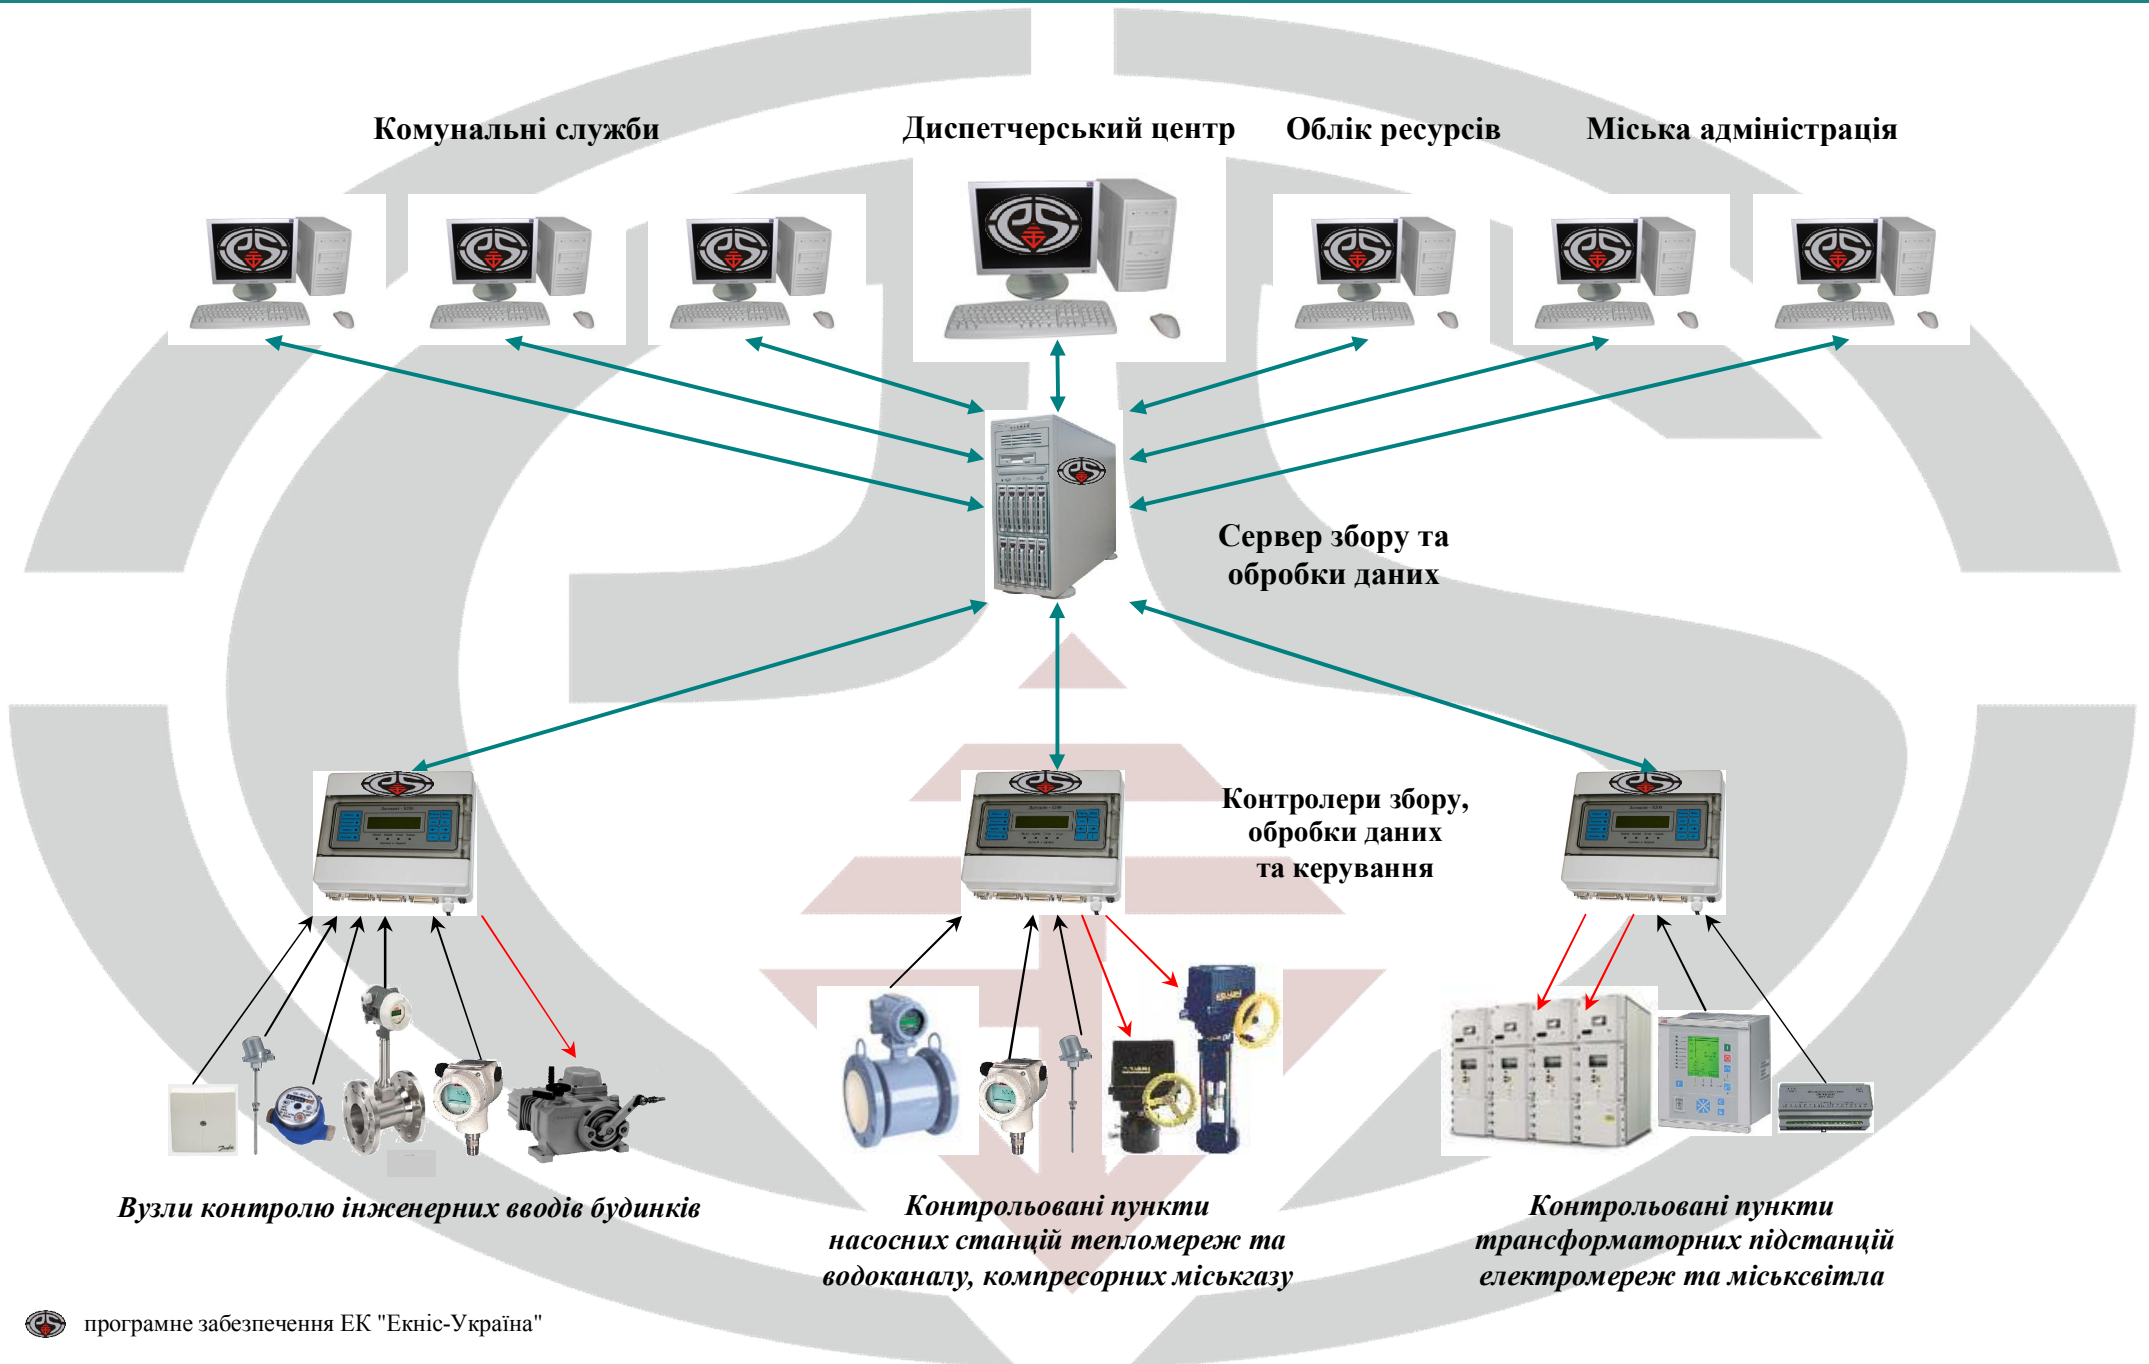 Комунальні служби
Диспетчерський центр
Облік ресурсів
Міська адміністрація
Сервер збору та
обробки даних
Контролери збору,
обробки даних
та керування
Вузли контролю інженерних вводів будинків
Контрольовані пункти
насосних станцій тепломереж та
водоканалу, компресорних міськгазу
Контрольовані пункти
трансформаторних підстанцій
електромереж та міськсвітла
програмне забезпечення ЕК "Екніс-Україна"